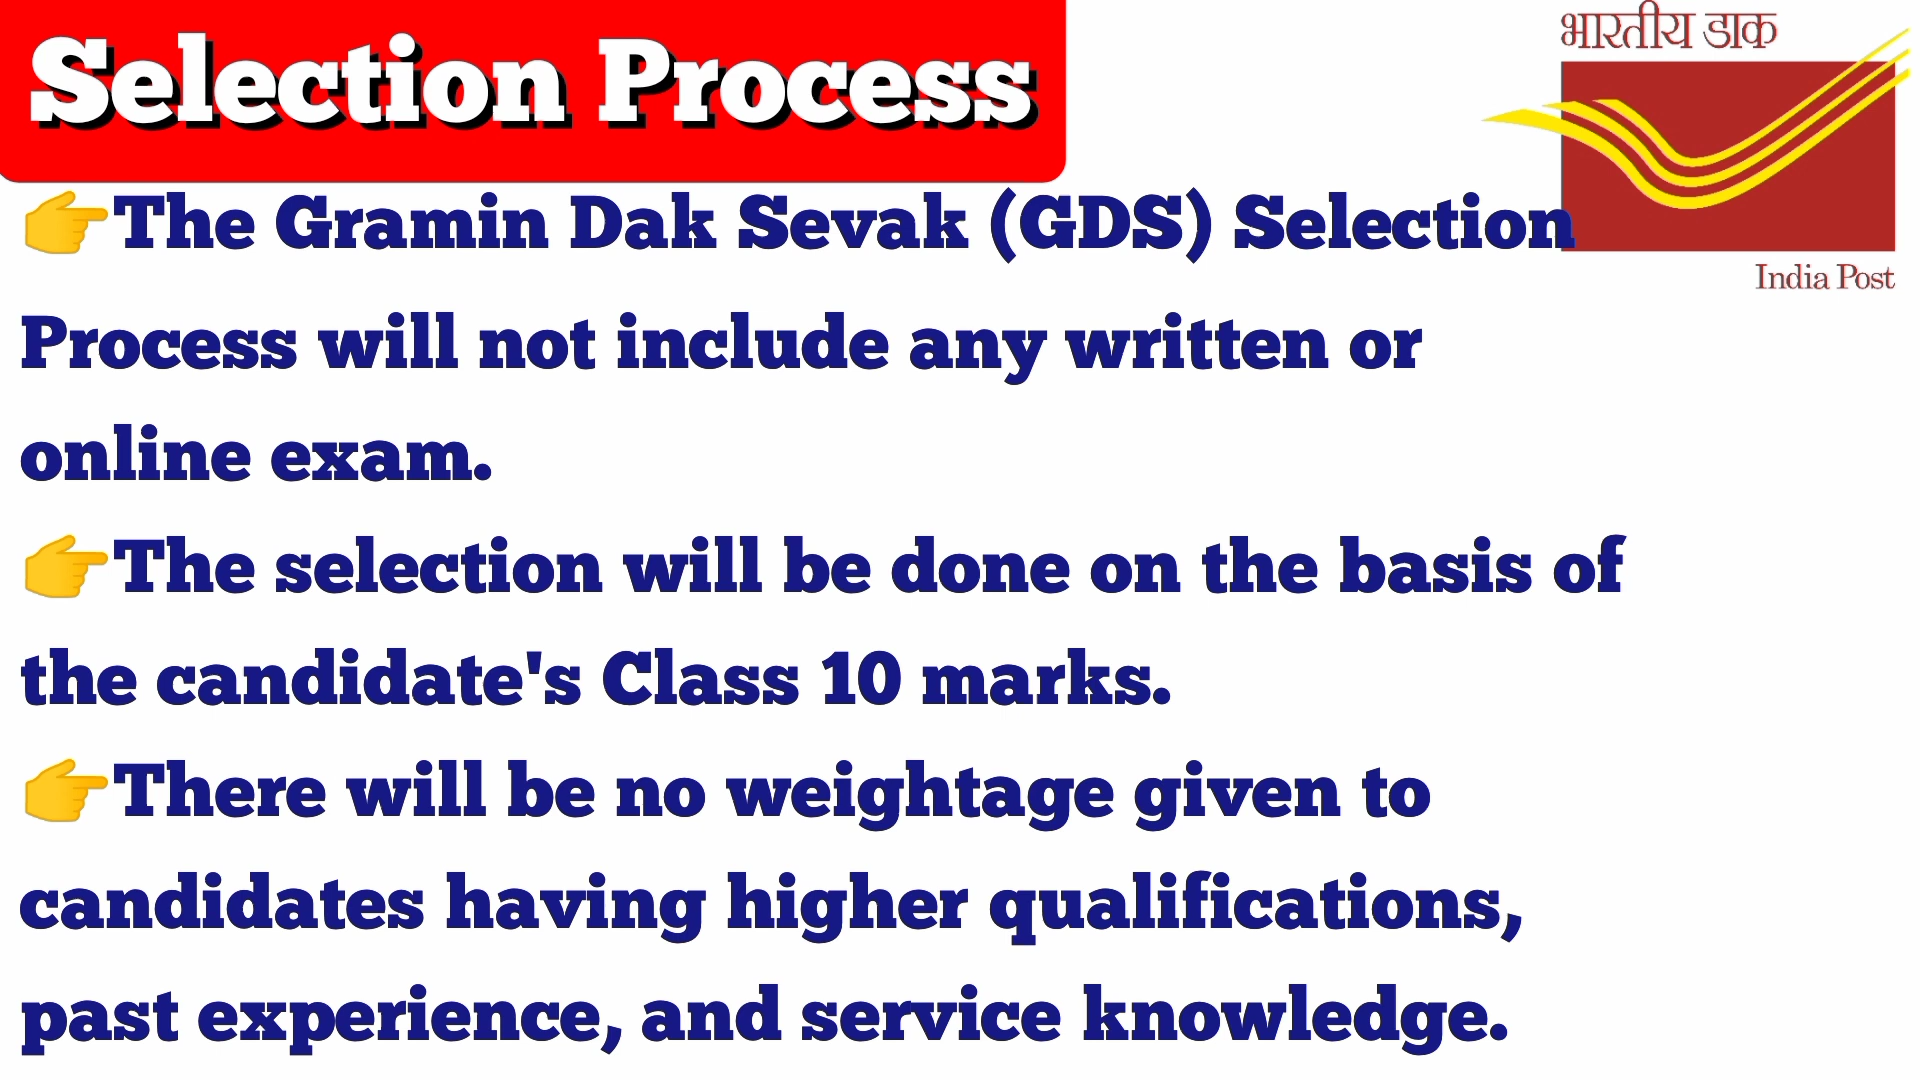 Selection Process
भारतीय डाक
👉The Gramin Dak Sevak (GDS) Selection
India Post
Process will not include any written or
online exam.
👉The selection will be done on the basis of
the candidate's Class 10 marks.
👉There will be no weightage given to
candidates having higher qualifications,
past experience, and service knowledge.